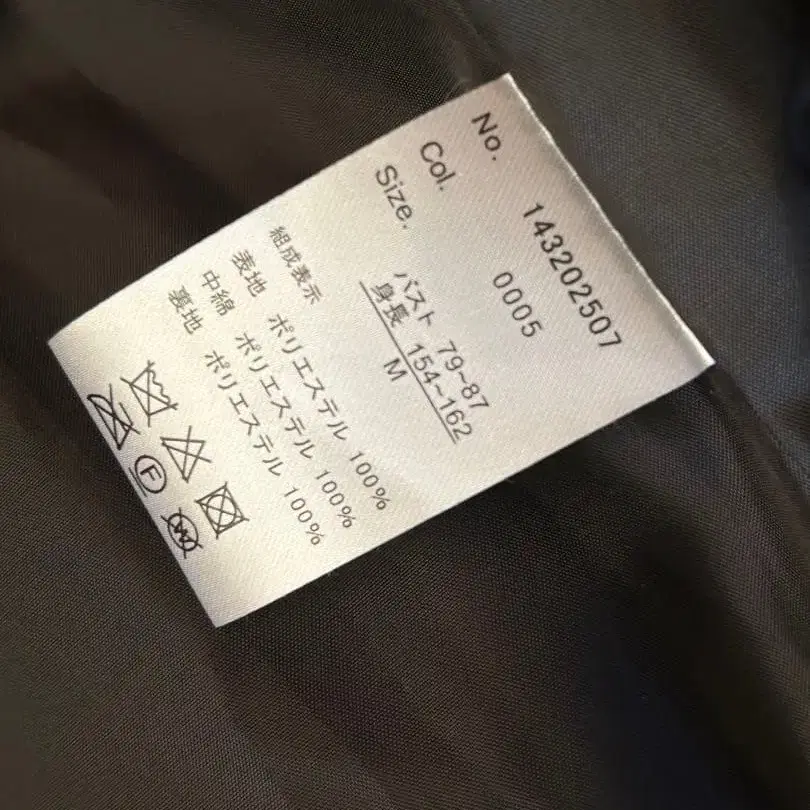 No. 143202507
Col. 0005
Size.
バスト 79~87
身長 154~162
M
組成表示
表地 ポリエステル 100%
中綿 ポリエステル 100%
裏地 ポリエステル 100%
F
W